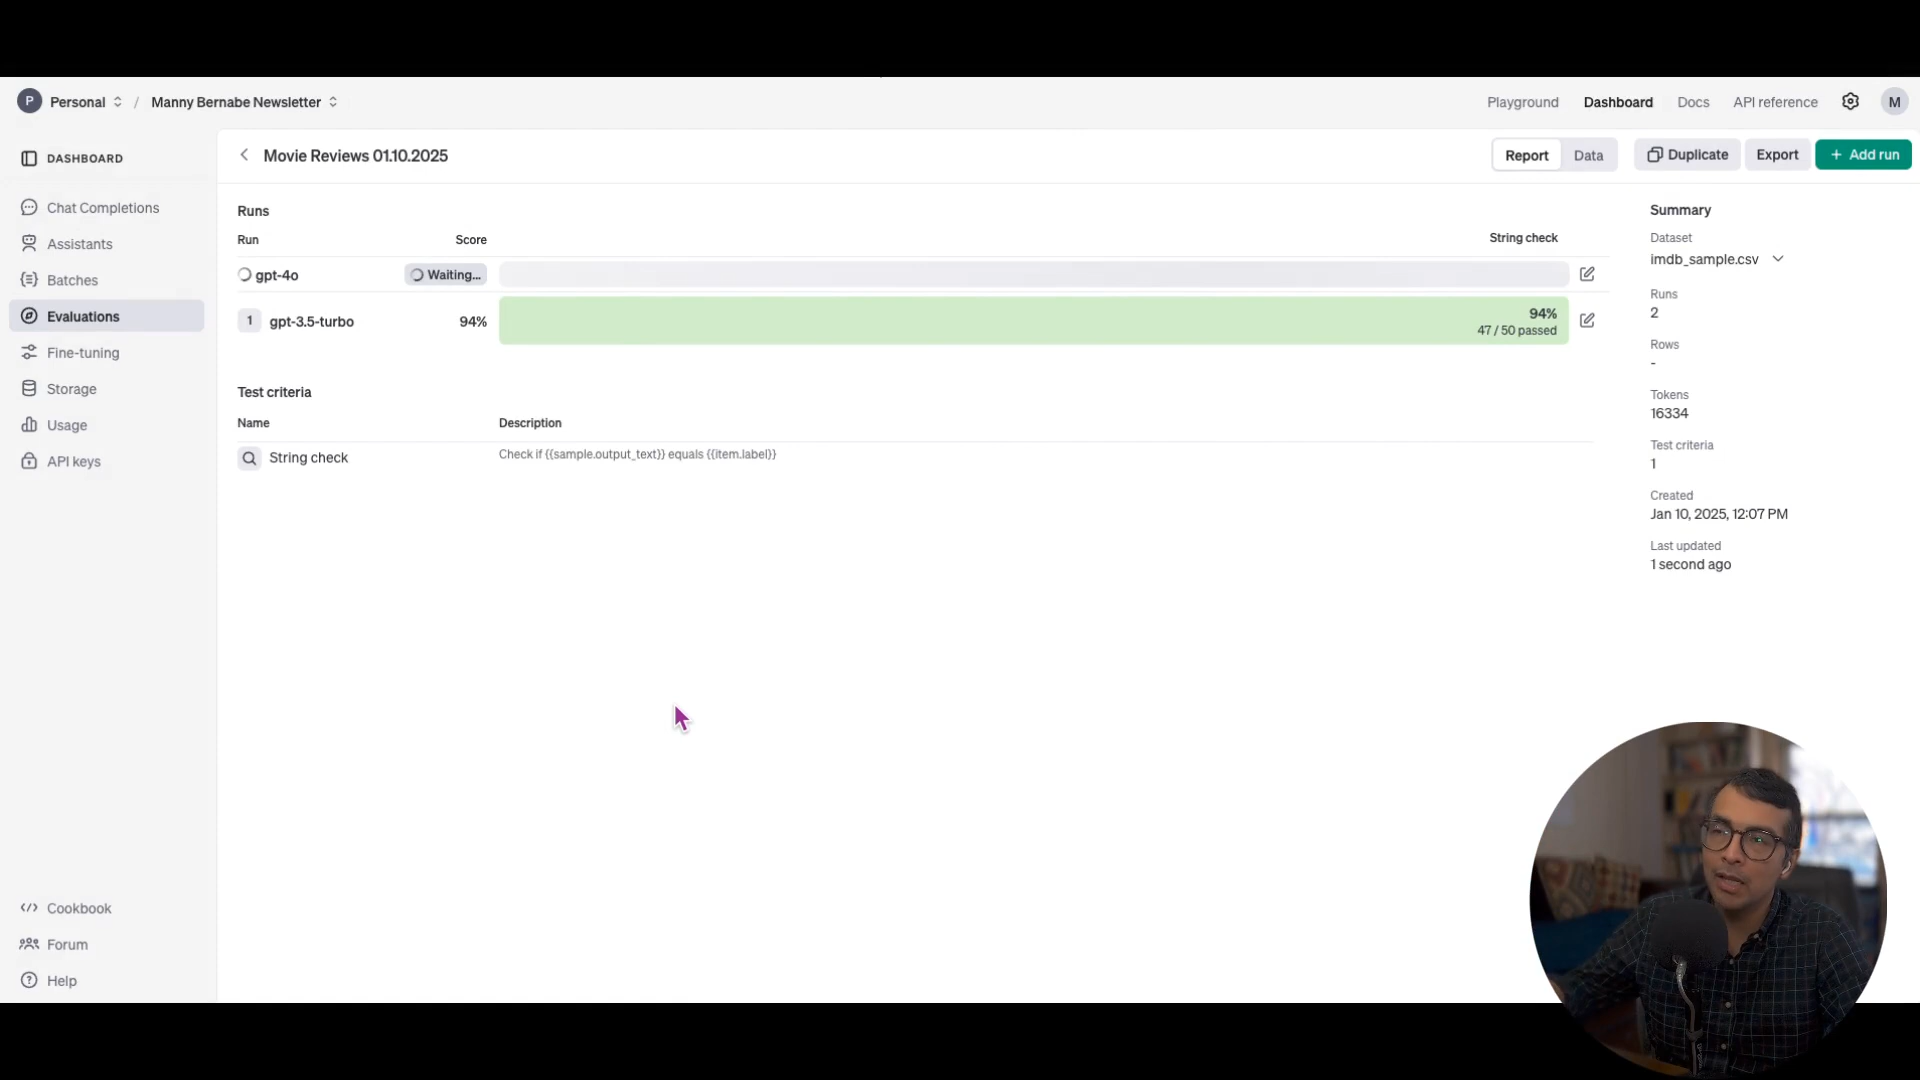 P Personal / Manny Bernabe Newsletter
Playground Dashboard Docs API reference M
DASHBOARD
Chat Completions
Assistants
Batches
Evaluations
Fine-tuning
Storage
Usage
API keys
Cookbook
Forum
Help
Movie Reviews 01.10.2025
Report Data Duplicate Export + Add run
Runs
Run Score String check
gpt-4o Waiting...
1 gpt-3.5-turbo 94% 94%
47 / 50 passed
Test criteria
Name Description
String check Check if {{sample.output_text}} equals {{item.label}}
Summary
Dataset
imdb_sample.csv
Runs
2
Rows
-
Tokens
16334
Test criteria
1
Created
Jan 10, 2025, 12:07 PM
Last updated
1 second ago